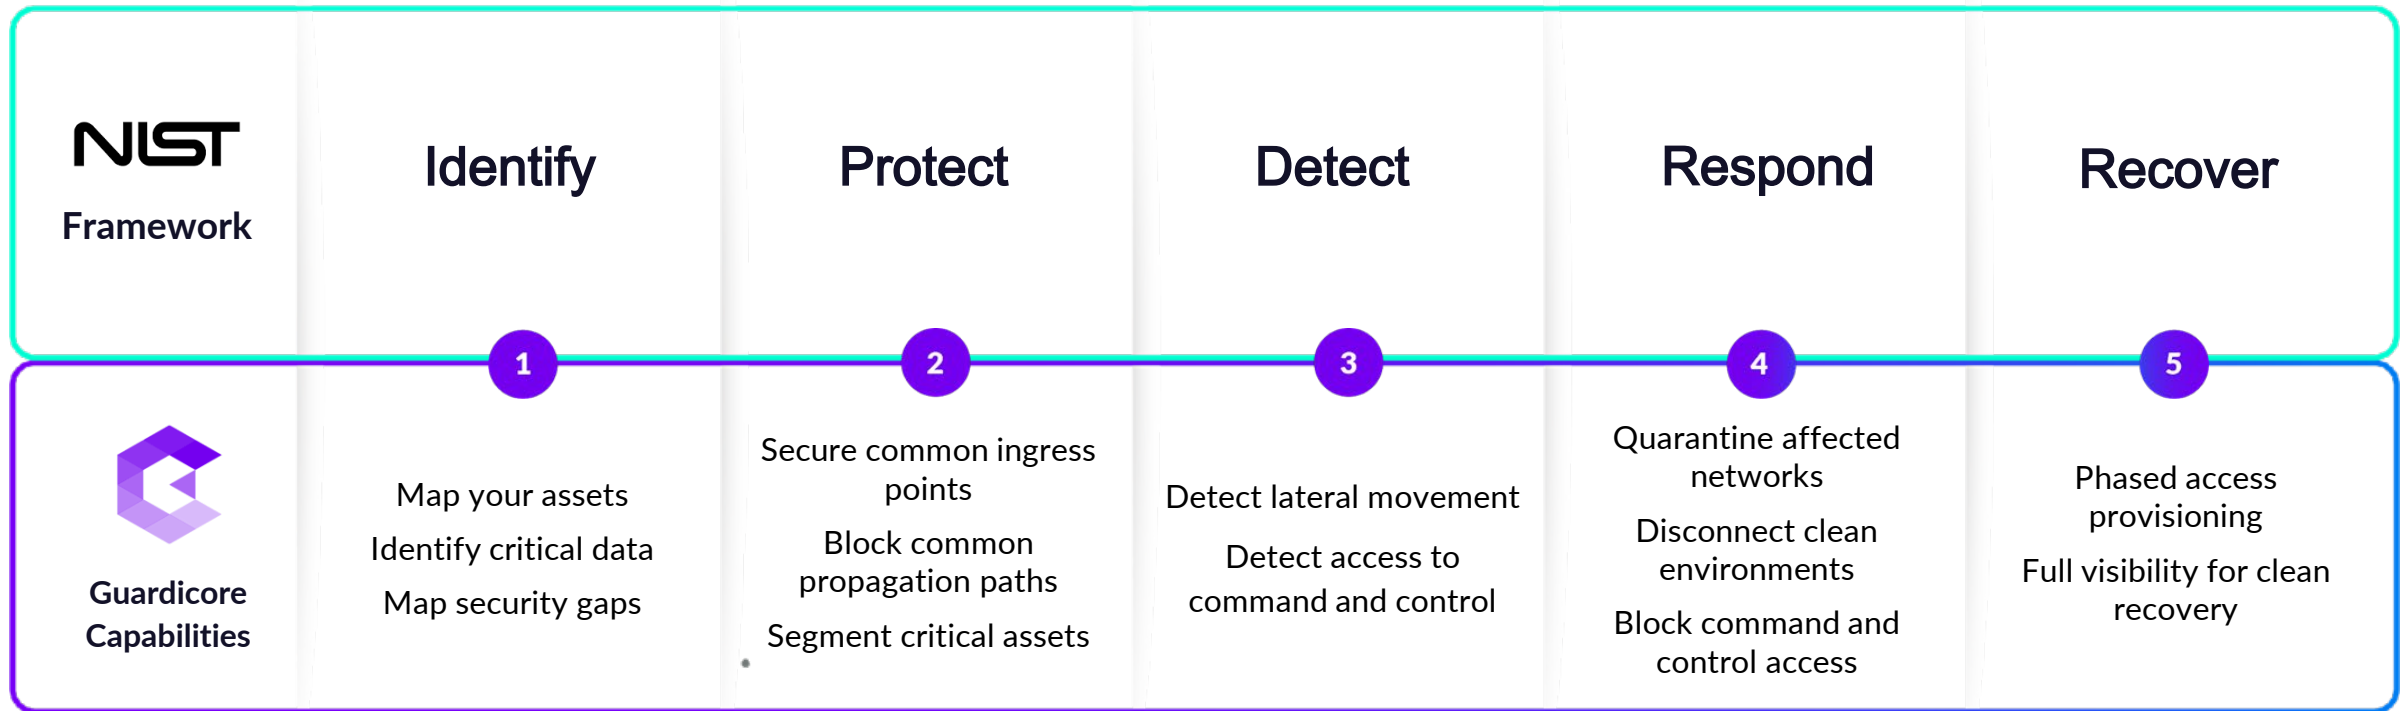 NIST
Framework
Identify
Protect
Detect
Respond
Recover
1
2
3
4
5
Guardicore
Capabilities
Map your assets
Identify critical data
Map security gaps
Secure common ingress
points
Block common
propagation paths
Segment critical assets
Detect lateral movement
Detect access to
command and control
Quarantine affected
networks
Disconnect clean
environments
Block command and
control access
Phased access
provisioning
Full visibility for clean
recovery